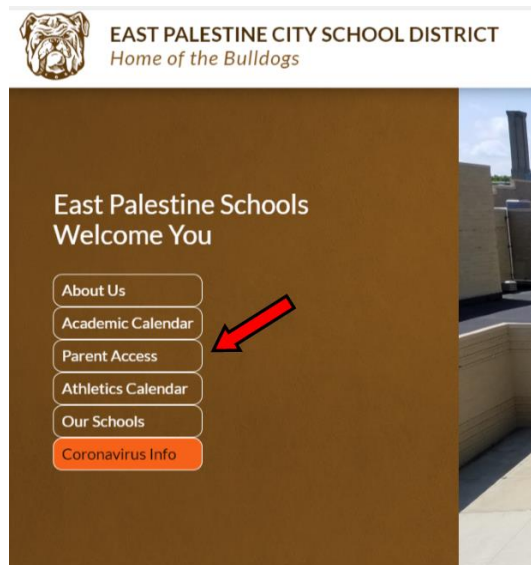 EAST PALESTINE CITY SCHOOL DISTRICT
Home of the Bulldogs
East Palestine Schools
Welcome You
About Us
Academic Calendar
Parent Access
Athletics Calendar
Our Schools
Coronavirus Info